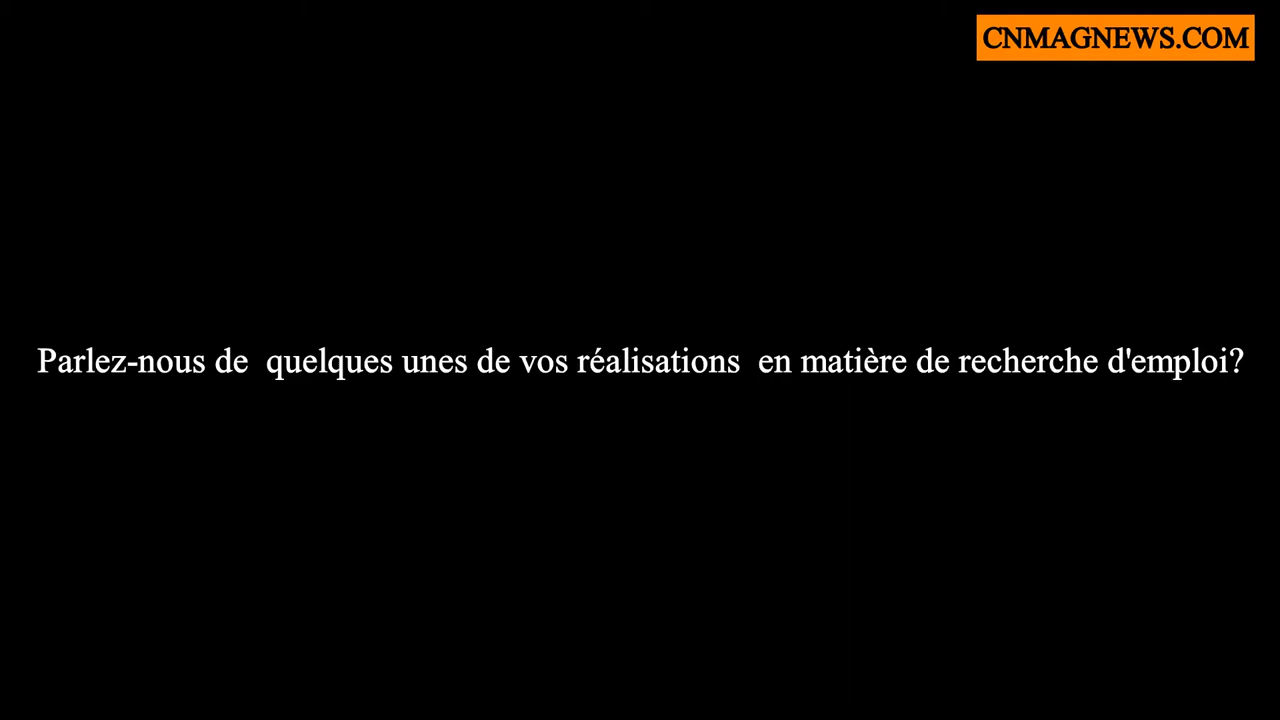 CNMAGNEWS.COM
Parlez-nous de  quelques unes de vos réalisations  en matière de recherche d'emploi?